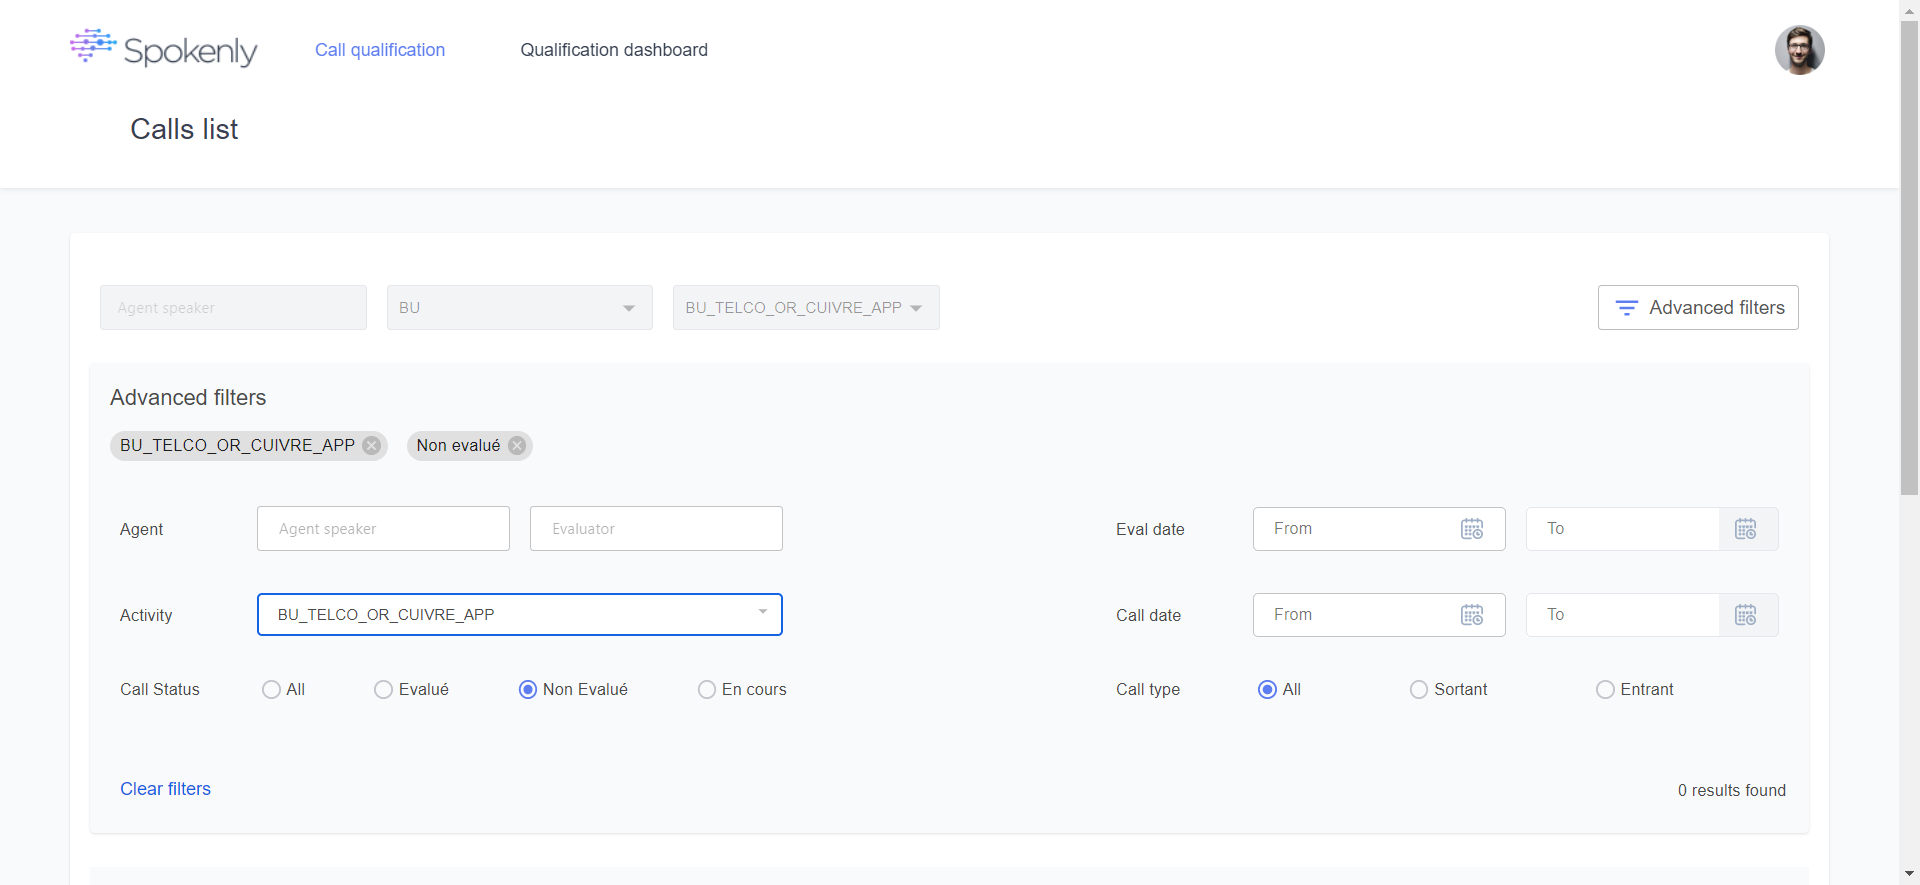 Spokenly
Call qualification
Qualification dashboard
Calls list
Agent speaker
BU
BU_TELCO_OR_CUIVRE_APP
Advanced filters
Advanced filters
BU_TELCO_OR_CUIVRE_APP
Non evalué
Agent
Agent speaker
Evaluator
Eval date
From
To
Activity
BU_TELCO_OR_CUIVRE_APP
Call date
From
To
Call Status
All
Evalué
Non Evalué
En cours
Call type
All
Sortant
Entrant
Clear filters
0 results found